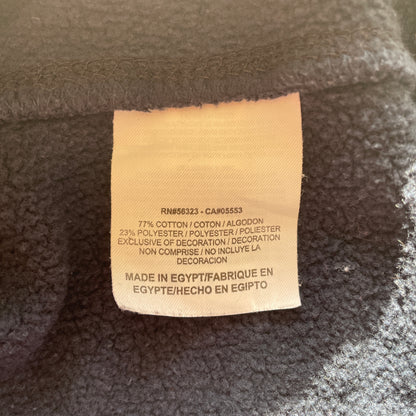 RN#56323 - CA#05553
77% COTTON / COTON / ALGODON
23% POLYESTER / POLYESTER / POLIESTER
EXCLUSIVE OF DECORATION / DECORATION
NON COMPRISE / NO INCLUSIVA LA
DECORACION
MADE IN EGYPT/FABRIQUE EN
EGYPTE/HECHO EN EGIPTO